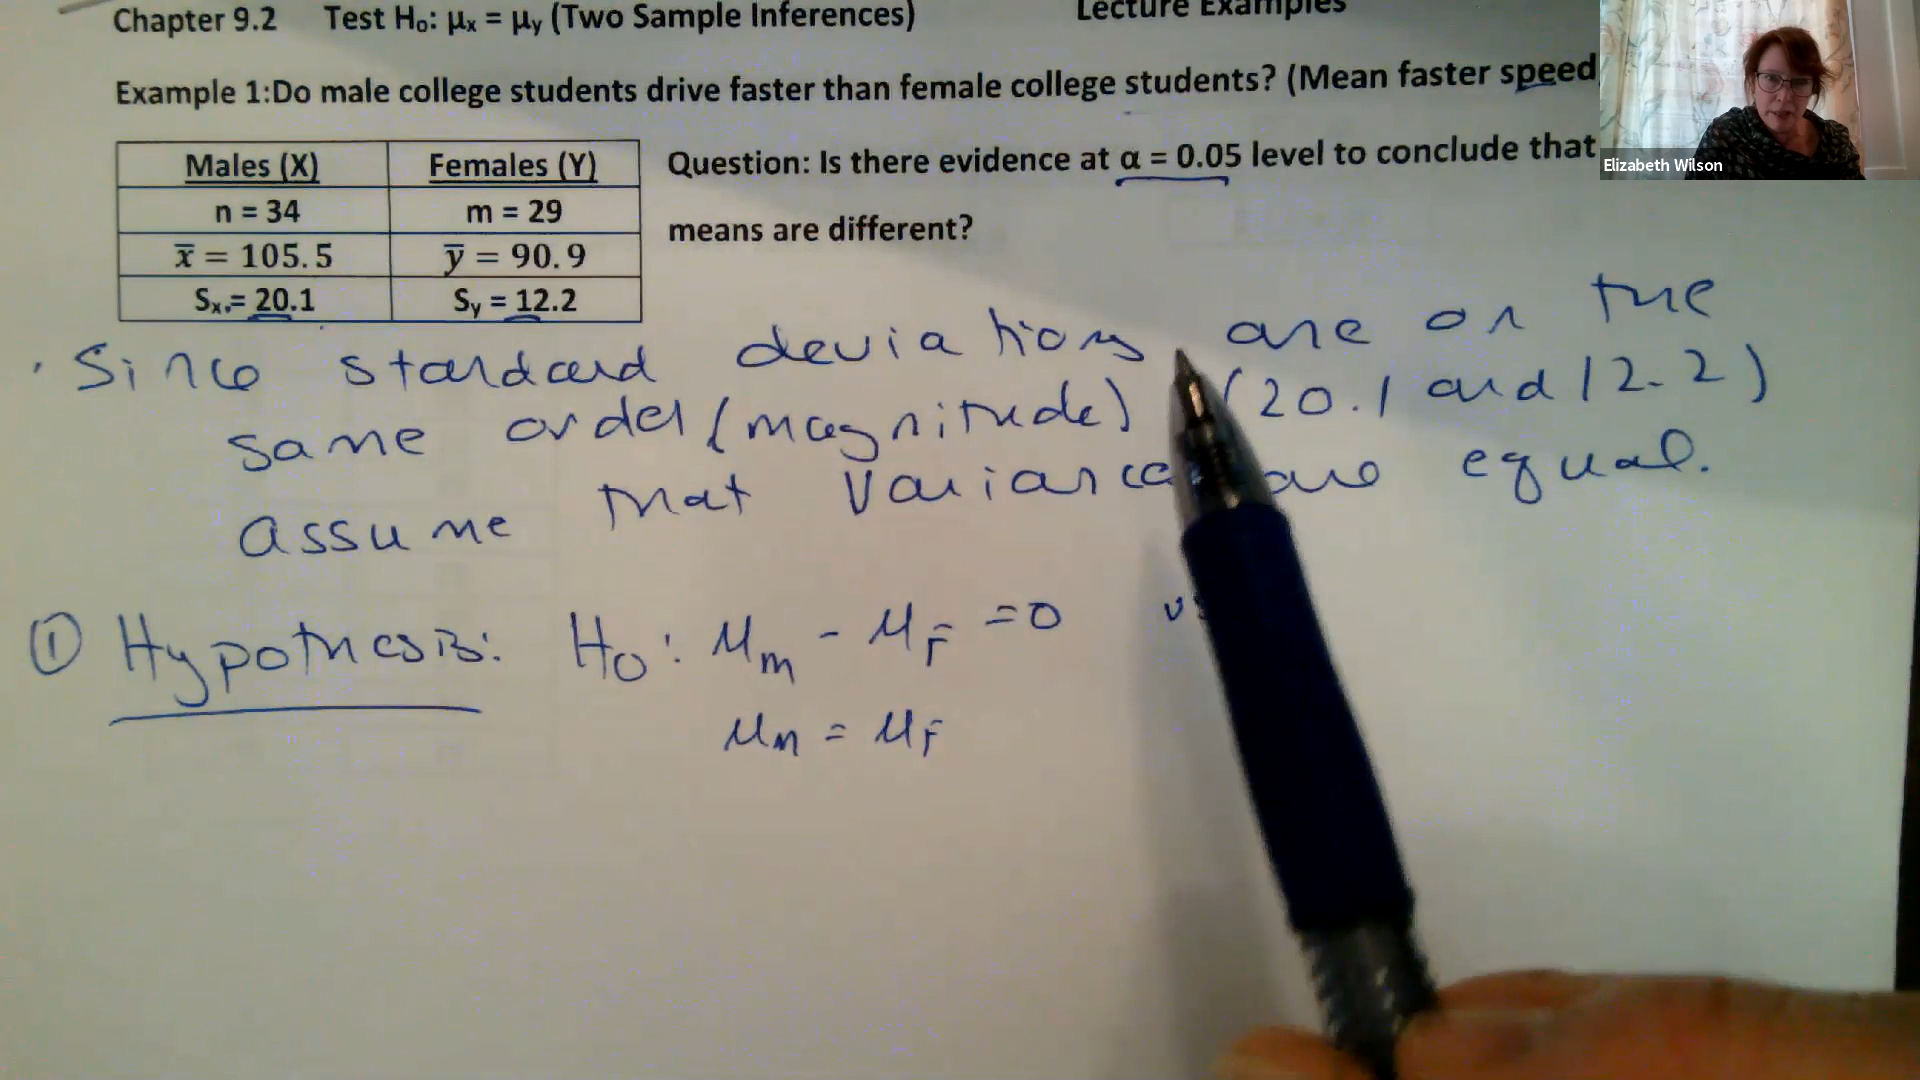 Chapter 9.2 Test H₀: μₓ = μᵧ (Two Sample Inferences) Lecture Examples
Example 1:Do male college students drive faster than female college students? (Mean faster speed
Males (X) Females (Y)
n = 34 m = 29
x̅ = 105.5 y̅ = 90.9
Sₓ = 20.1 Sᵧ = 12.2
Question: Is there evidence at α = 0.05 level to conclude that
means are different?
Elizabeth Wilson
Since standard deviations are on the
same order (magnitude) (20.1 and 12.2)
assume that variances are equal.
① Hypothesis: H₀: μm - μF = 0
μm = μF